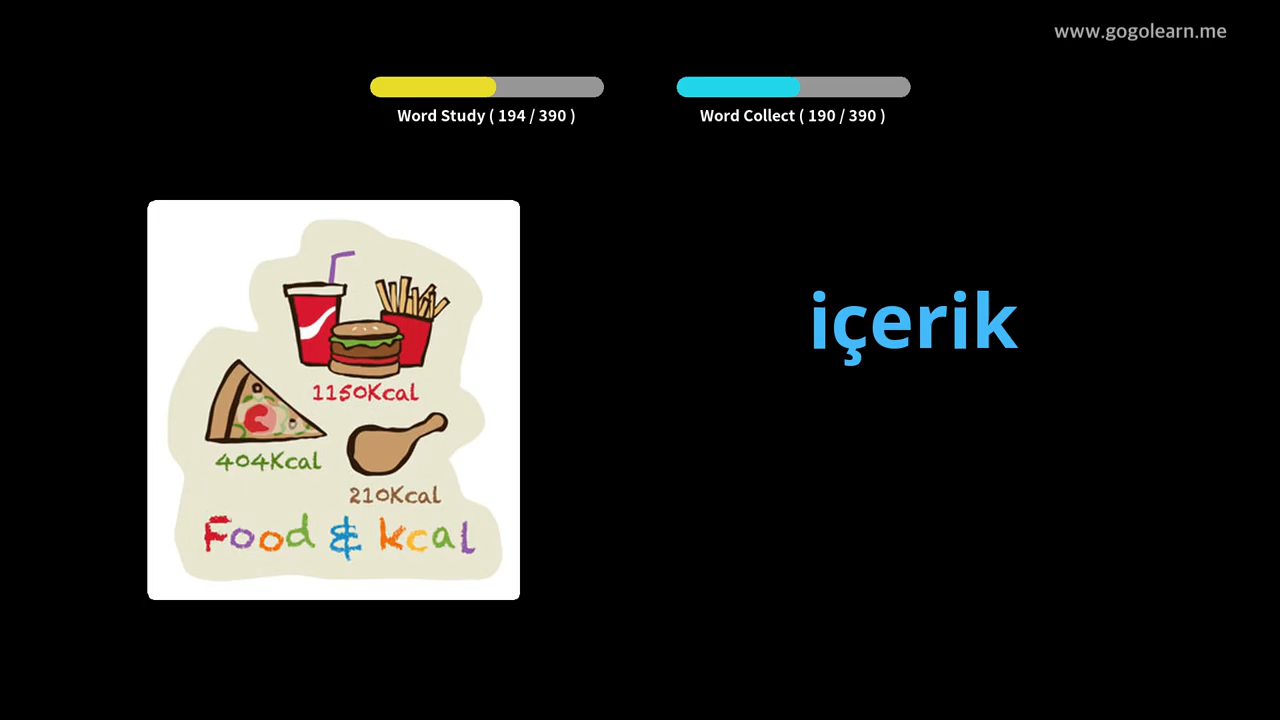 www.gogolearn.me
Word Study ( 194 / 390 )
Word Collect ( 190 / 390 )
1150Kcal
404Kcal
210Kcal
Food & kcal
içerik